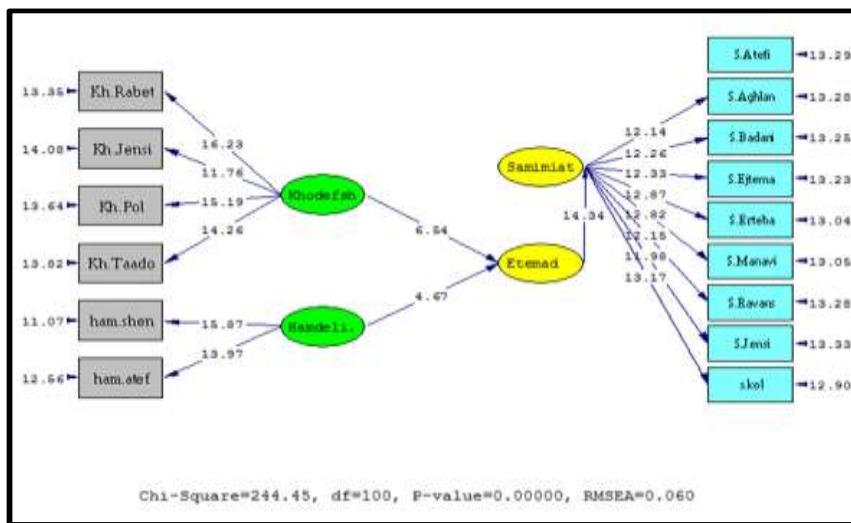 13.35 Kh.Rabet
14.08 Kh.Jensi
13.64 Kh.Pol
13.82 Kh.Taado
11.07 ham.shen
12.56 ham.atef
16.23
11.76
15.19
14.26
15.87
13.97
Khodefsh
Hamdeli.
6.54
4.67
Samimiat
14.34
Etemad
12.14
12.26
12.33
12.87
12.82
12.15
11.98
13.17
S.Atefi 13.29
S.Aghlan 13.28
S.Badani 13.25
S.Ejtema 13.23
S.Erteba 13.04
S.Manavi 13.05
S.Ravans 13.28
S.Jensi 13.33
s.kol 12.90
Chi-Square=244.45, df=100, P-value=0.00000, RMSEA=0.060